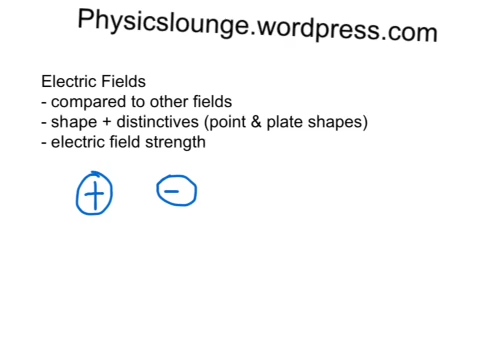 Physicslounge.wordpress.com
Electric Fields
- compared to other fields
- shape + distinctives (point & plate shapes)
- electric field strength
+ -